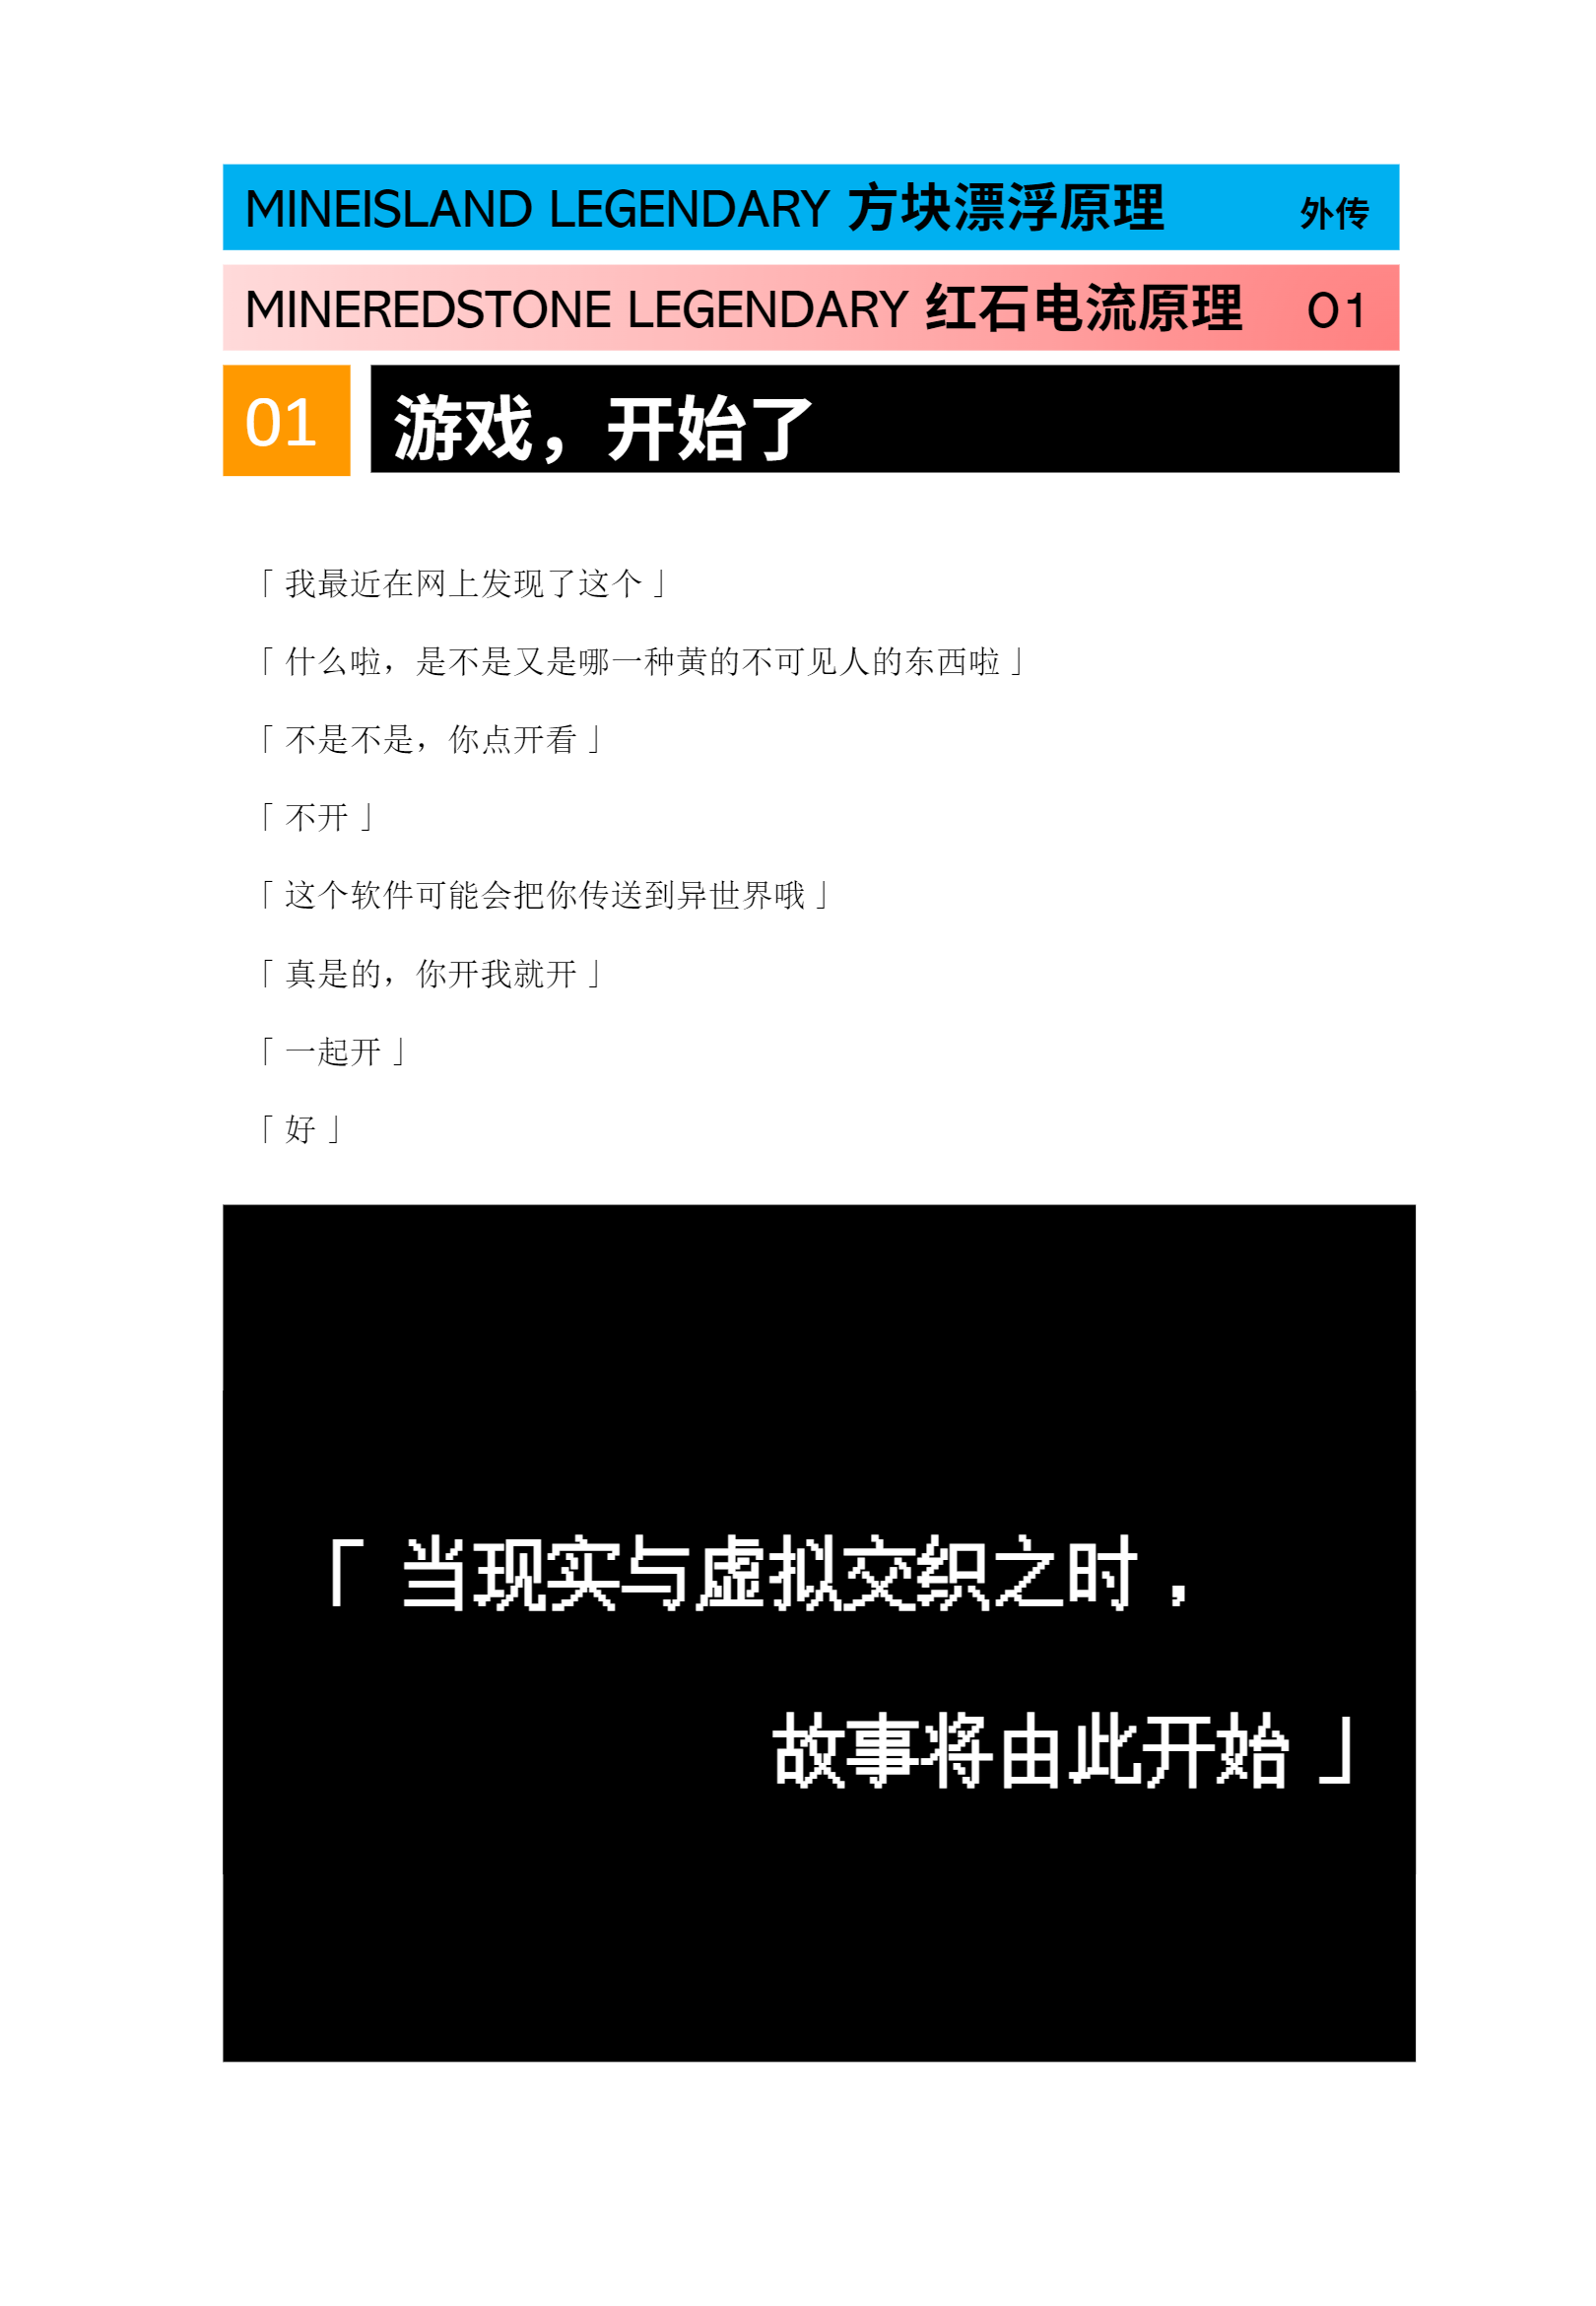 MINEISLAND LEGENDARY 方块漂浮原理 外传
MINEREDSTONE LEGENDARY 红石电流原理 01
01 游戏，开始了
「 我最近在网上发现了这个 」
「 什么啦，是不是又是哪一种黄的不可见人的东西啦 」
「 不是不是，你点开看 」
「 不开 」
「 这个软件可能会把你传送到异世界哦 」
「 真是的，你开我就开 」
「 一起开 」
「 好 」
「 当现实与虚拟交织之时，
故事将由此开始 」